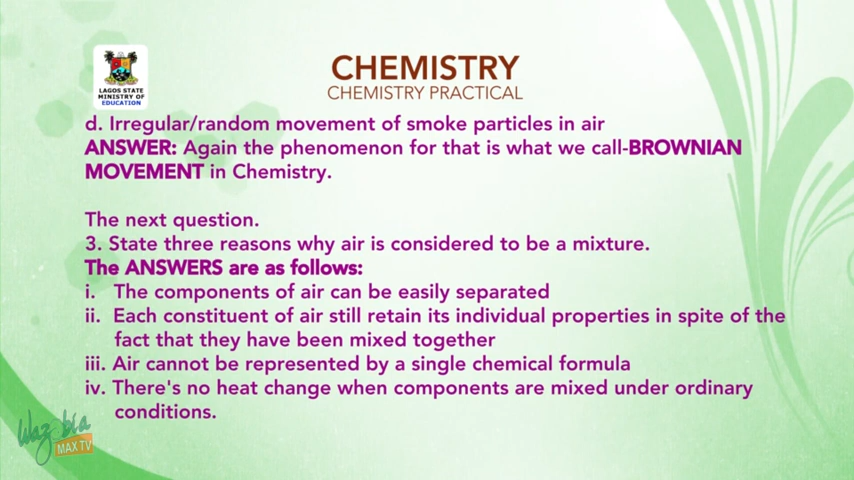 LAGOS STATE
MINISTRY OF
EDUCATION
CHEMISTRY
CHEMISTRY PRACTICAL
d. Irregular/random movement of smoke particles in air
ANSWER: Again the phenomenon for that is what we call-BROWNIAN
MOVEMENT in Chemistry.
The next question.
3. State three reasons why air is considered to be a mixture.
The ANSWERS are as follows:
i. The components of air can be easily separated
ii. Each constituent of air still retain its individual properties in spite of the
fact that they have been mixed together
iii. Air cannot be represented by a single chemical formula
iv. There's no heat change when components are mixed under ordinary
conditions.
Wazobia
MAX TV